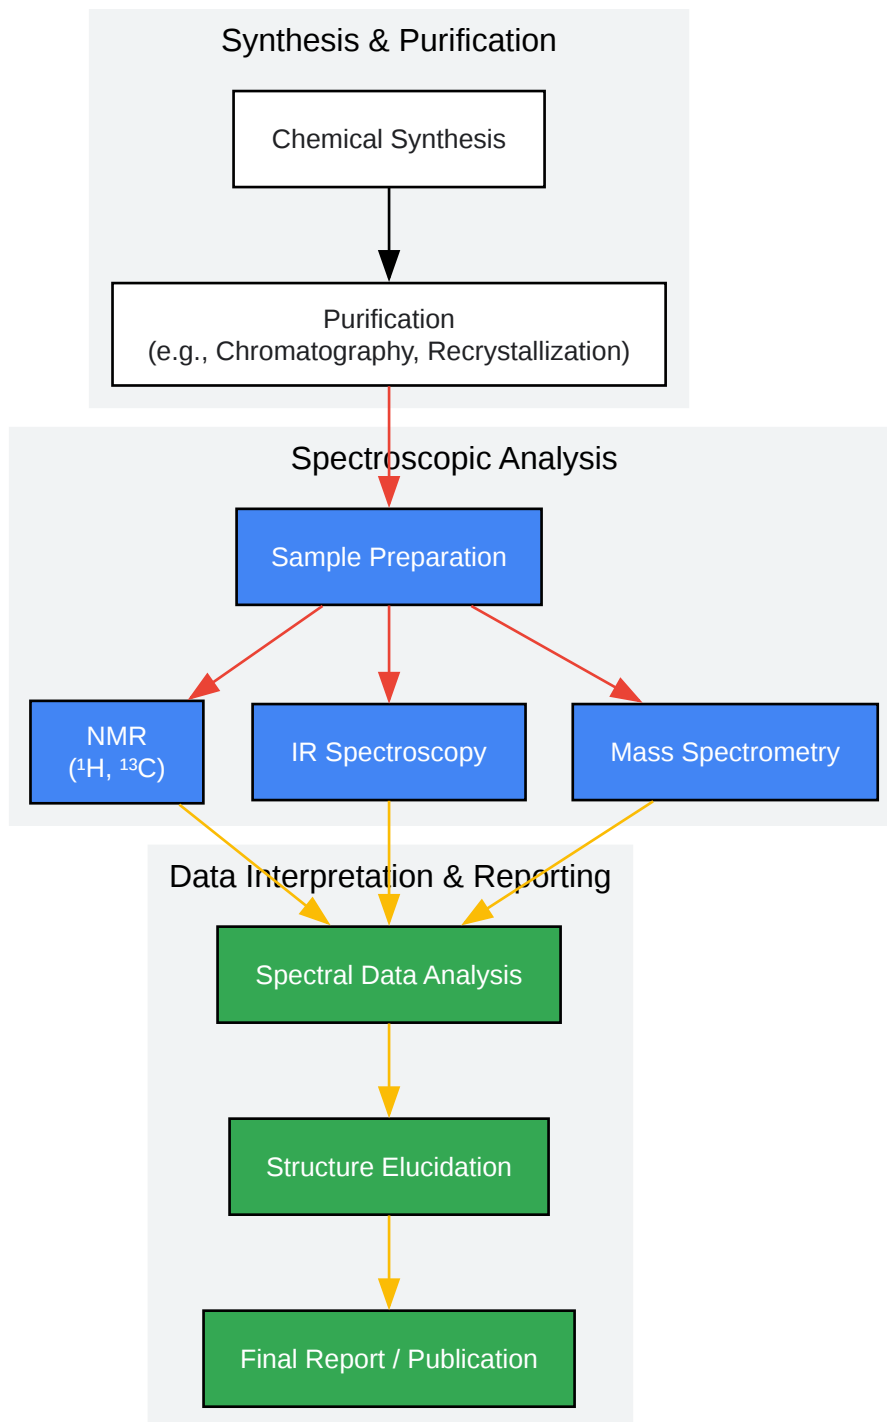 Synthesis & Purification
Chemical Synthesis
Purification
(e.g., Chromatography, Recrystallization)
Spectroscopic Analysis
Sample Preparation
NMR
(¹H, ¹³C)
IR Spectroscopy
Mass Spectrometry
Data Interpretation & Reporting
Spectral Data Analysis
Structure Elucidation
Final Report / Publication